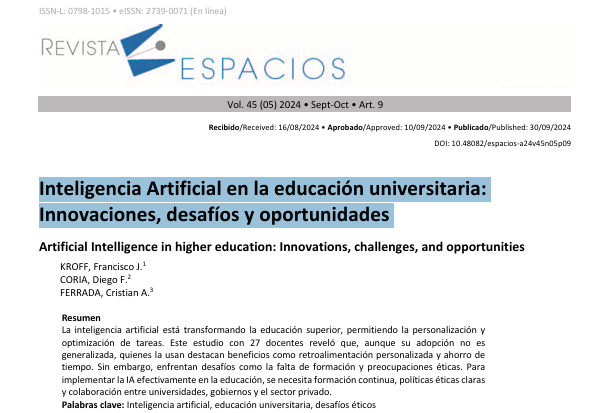 ISSN-L: 0798-1015 • eISSN: 2739-0071 (En línea)
REVISTA
ESPACIOS
Vol. 45 (05) 2024 • Sept-Oct • Art. 9
Recibido/Received: 16/08/2024 • Aprobado/Approved: 10/09/2024 • Publicado/Published: 30/09/2024
DOI: 10.48082/espacios-a24v45n05p09
Inteligencia Artificial en la educación universitaria:
Innovaciones, desafíos y oportunidades
Artificial Intelligence in higher education: Innovations, challenges, and opportunities
KROFF, Francisco J.¹
CORIA, Diego F.²
FERRADA, Cristian A.³
Resumen
La inteligencia artificial está transformando la educación superior, permitiendo la personalización y
optimización de tareas. Este estudio con 27 docentes reveló que, aunque su adopción no es
generalizada, quienes la usan destacan beneficios como retroalimentación personalizada y ahorro de
tiempo. Sin embargo, enfrentan desafíos como la falta de formación y preocupaciones éticas. Para
implementar la IA efectivamente en la educación, se necesita formación continua, políticas éticas claras
y colaboración entre universidades, gobiernos y el sector privado.
Palabras clave: Inteligencia artificial, educación universitaria, desafíos éticos